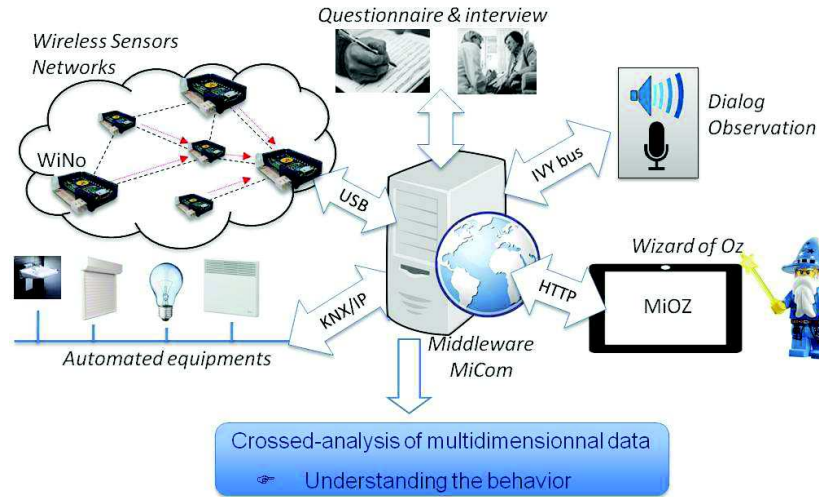 Questionnaire & interview
Wireless Sensors
Networks
WiNo
USB
IVY bus
Dialog
Observation
Wizard of Oz
MiOZ
HTTP
KNX/IP
Automated equipments
Middleware
MiCom
Crossed-analysis of multidimensionnal data
☞ Understanding the behavior